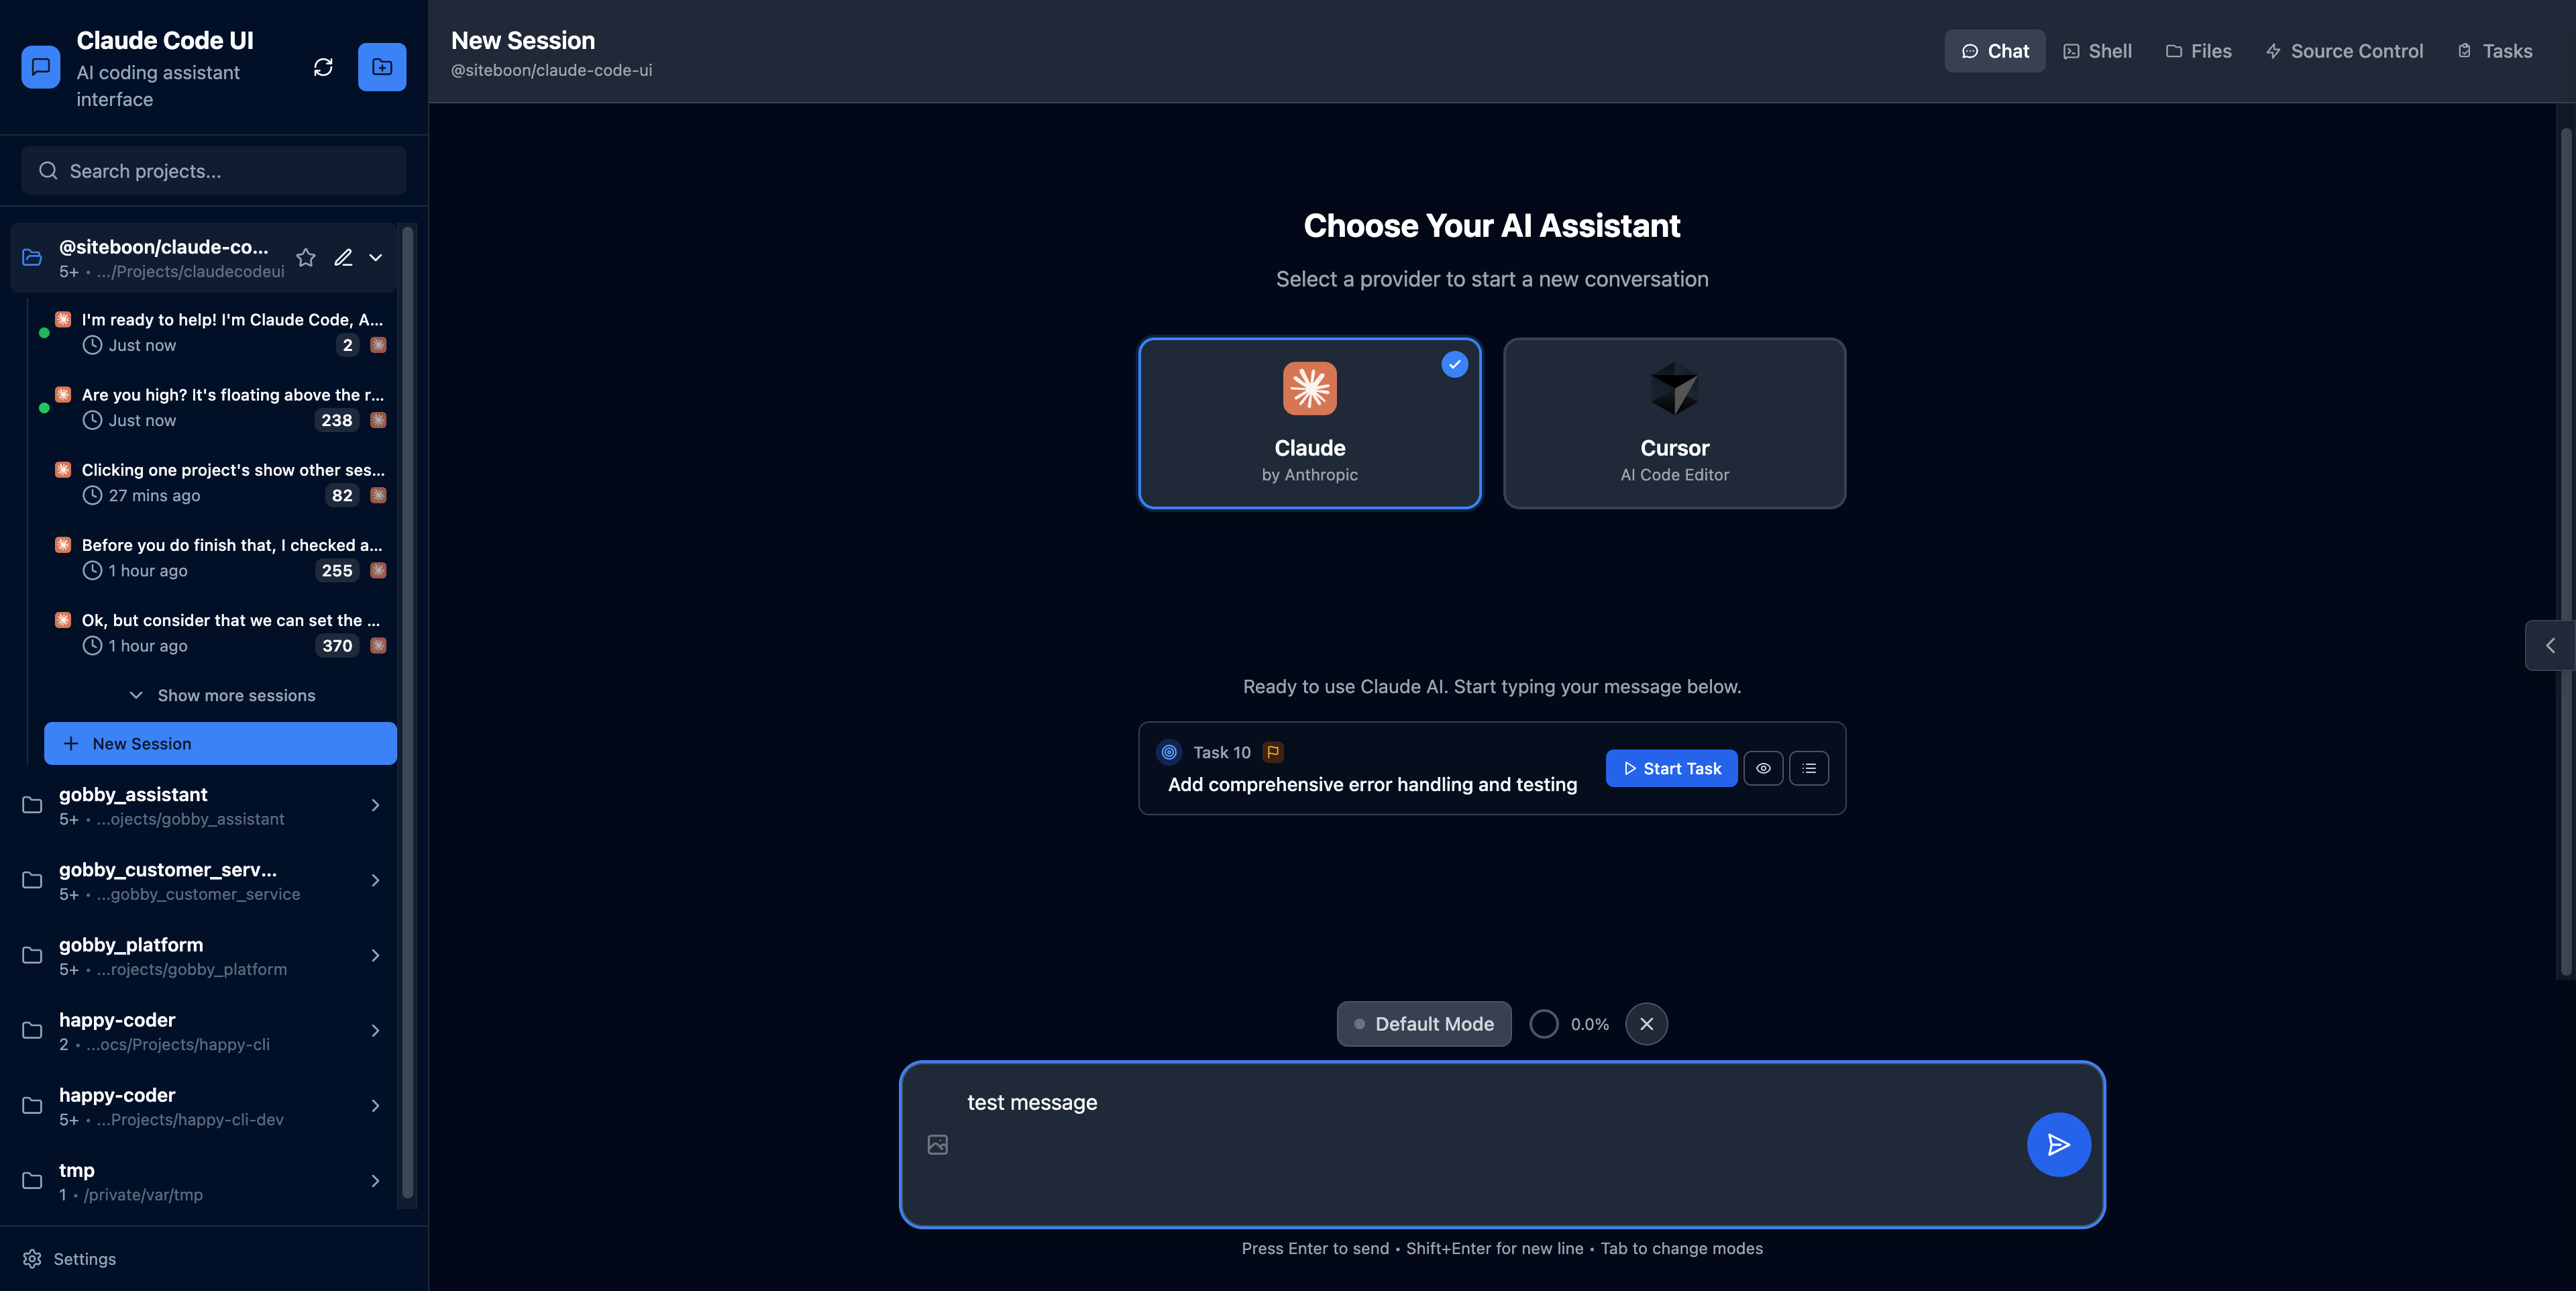 Claude Code UI
AI coding assistant
interface
Search projects...
@siteboon/claude-co...
5+ • .../Projects/claudecodeui
I'm ready to help! I'm Claude Code, A...
Just now 2
Are you high? It's floating above the r...
Just now 238
Clicking one project's show other ses...
27 mins ago 82
Before you do finish that, I checked a...
1 hour ago 255
Ok, but consider that we can set the ...
1 hour ago 370
Show more sessions
New Session
gobby_assistant
5+ • ...ojects/gobby_assistant
gobby_customer_serv...
5+ • ...gobby_customer_service
gobby_platform
5+ • ...rojects/gobby_platform
happy-coder
2 • ...ocs/Projects/happy-cli
happy-coder
5+ • ...Projects/happy-cli-dev
tmp
1 • /private/var/tmp
Settings
New Session
@siteboon/claude-code-ui
Chat Shell Files Source Control Tasks
Choose Your AI Assistant
Select a provider to start a new conversation
Claude
by Anthropic
Cursor
AI Code Editor
Ready to use Claude AI. Start typing your message below.
Task 10
Add comprehensive error handling and testing
Start Task
Default Mode 0.0%
test message
Press Enter to send • Shift+Enter for new line • Tab to change modes